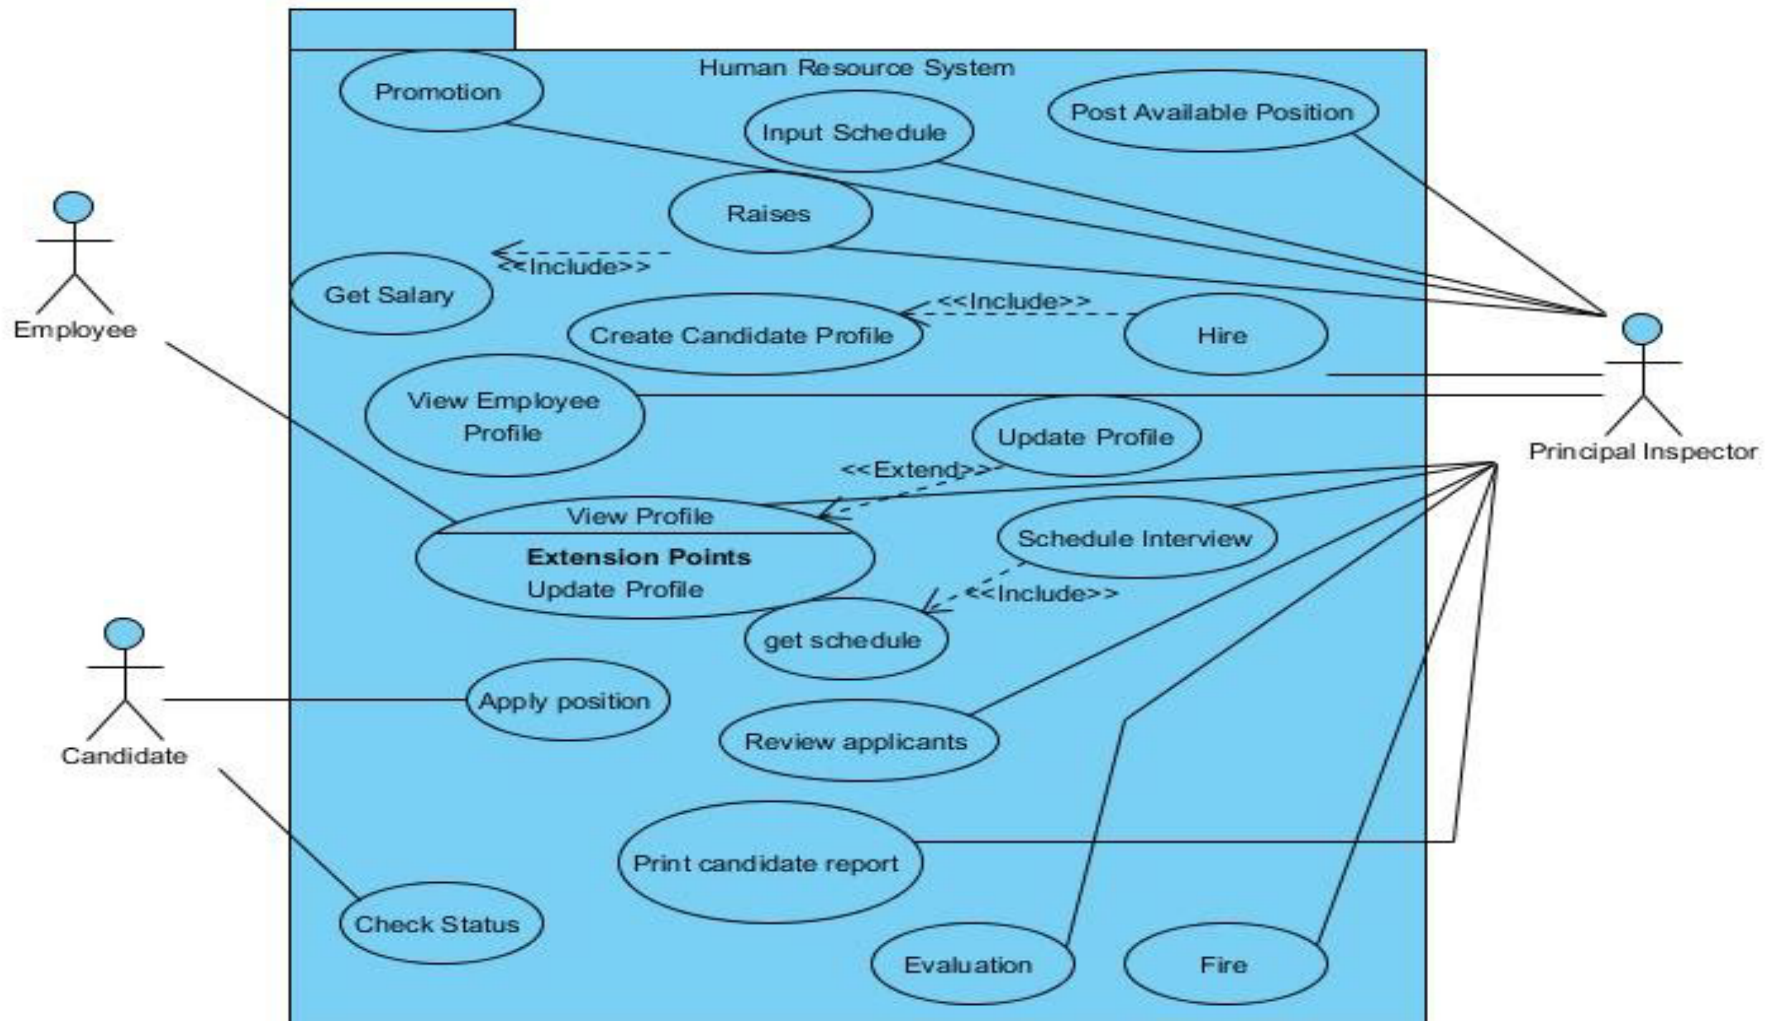 Human Resource System
Promotion
Post Available Position
Input Schedule
Raises
<<Include>>
Get Salary
Employee
<<Include>>
Create Candidate Profile
Hire
View Employee
Profile
Update Profile
Principal Inspector
<<Extend>>
View Profile
Extension Points
Update Profile
Schedule Interview
<<Include>>
get schedule
Apply position
Candidate
Review applicants
Print candidate report
Check Status
Evaluation
Fire